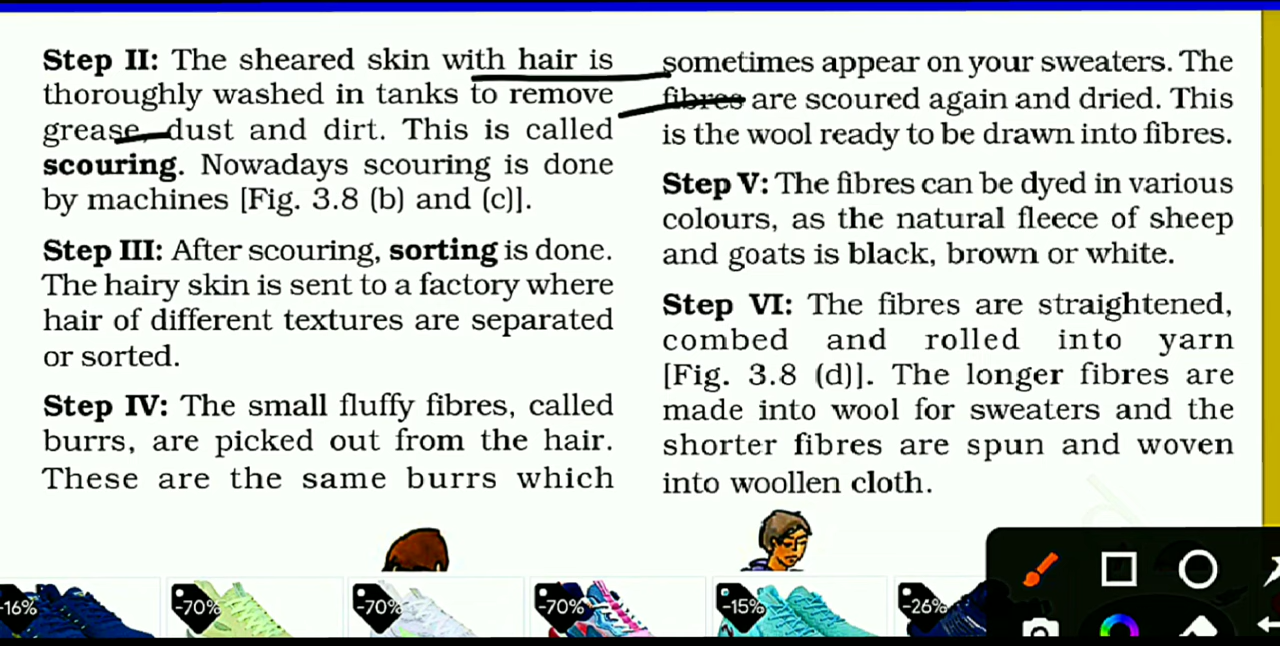 Step II: The sheared skin with hair is
thoroughly washed in tanks to remove
grease, dust and dirt. This is called
scouring. Nowadays scouring is done
by machines [Fig. 3.8 (b) and (c)].
Step III: After scouring, sorting is done.
The hairy skin is sent to a factory where
hair of different textures are separated
or sorted.
Step IV: The small fluffy fibres, called
burrs, are picked out from the hair.
These are the same burrs which
sometimes appear on your sweaters. The
fibres are scoured again and dried. This
is the wool ready to be drawn into fibres.
Step V: The fibres can be dyed in various
colours, as the natural fleece of sheep
and goats is black, brown or white.
Step VI: The fibres are straightened,
combed and rolled into yarn
[Fig. 3.8 (d)]. The longer fibres are
made into wool for sweaters and the
shorter fibres are spun and woven
into woollen cloth.
-16%
-70%
-70%
-70%
-15%
-26%